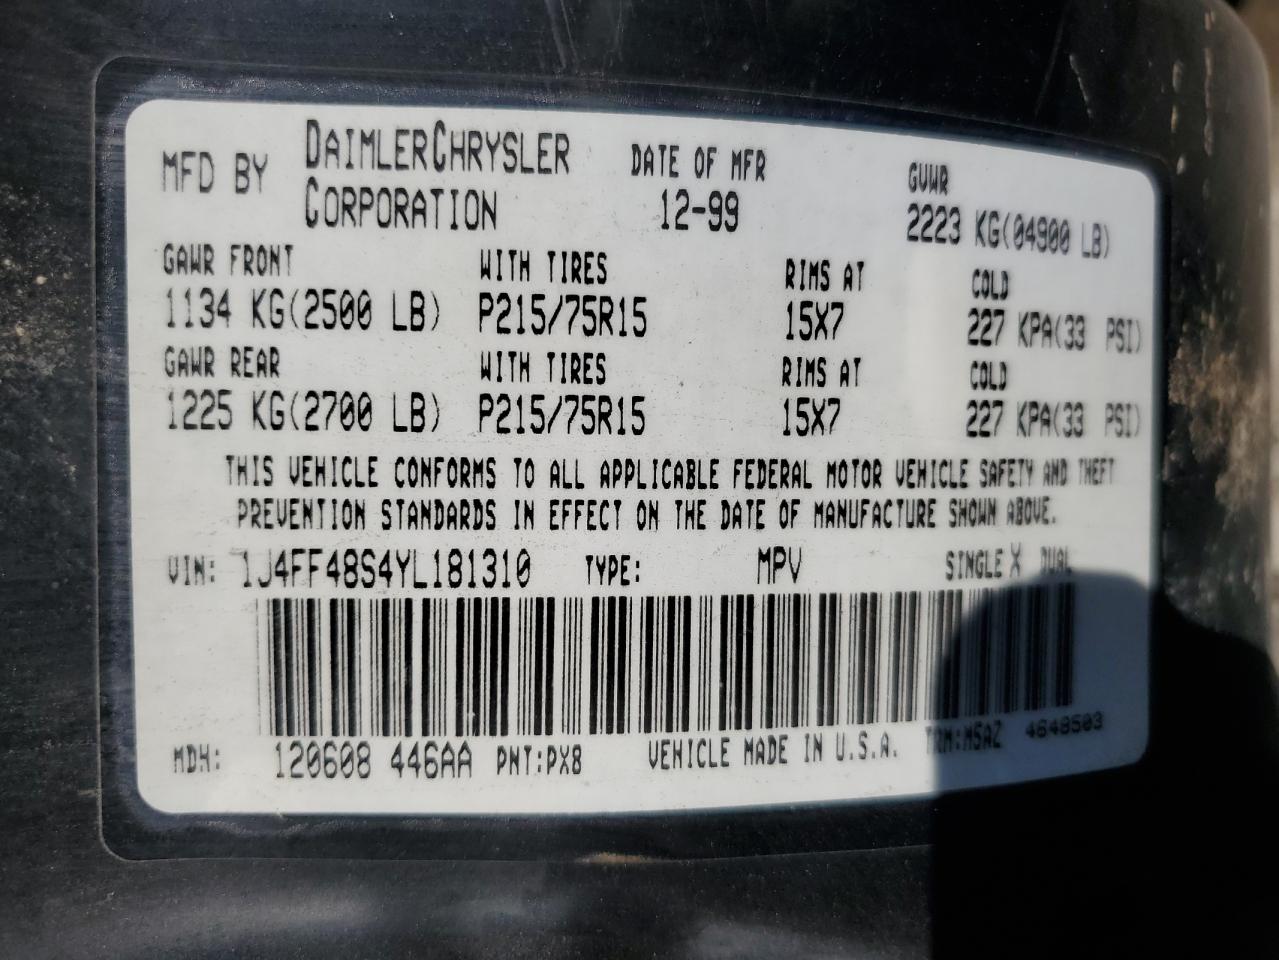 MFD BY DAIMLERCHRYSLER CORPORATION DATE OF MFR 12-99 GVWR 2223 KG(04900 LB)
GAWR FRONT WITH TIRES RIMS AT COLD
1134 KG(2500 LB) P215/75R15 15X7 227 KPA(33 PSI)
GAWR REAR WITH TIRES RIMS AT COLD
1225 KG(2700 LB) P215/75R15 15X7 227 KPA(33 PSI)
THIS VEHICLE CONFORMS TO ALL APPLICABLE FEDERAL MOTOR VEHICLE SAFETY AND THEFT
PREVENTION STANDARDS IN EFFECT ON THE DATE OF MANUFACTURE SHOWN ABOVE.
VIN: 1J4FF48S4YL181310 TYPE: MPV SINGLE X DUAL
MDH: 120608 446AA PNT:PX8 VEHICLE MADE IN U.S.A. TRM:M5AZ 4648503